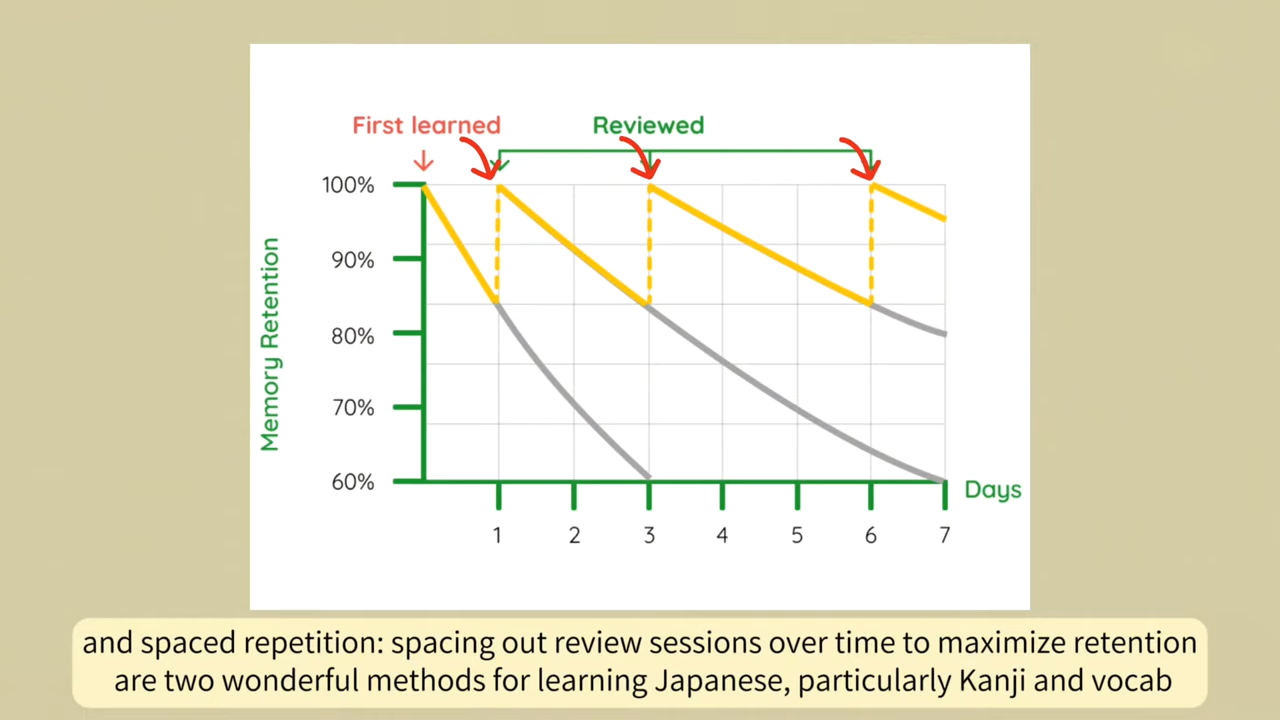 First learned
Reviewed
100%
90%
80%
70%
60%
Memory Retention
Days
1 2 3 4 5 6 7
and spaced repetition: spacing out review sessions over time to maximize retention
are two wonderful methods for learning Japanese, particularly Kanji and vocab